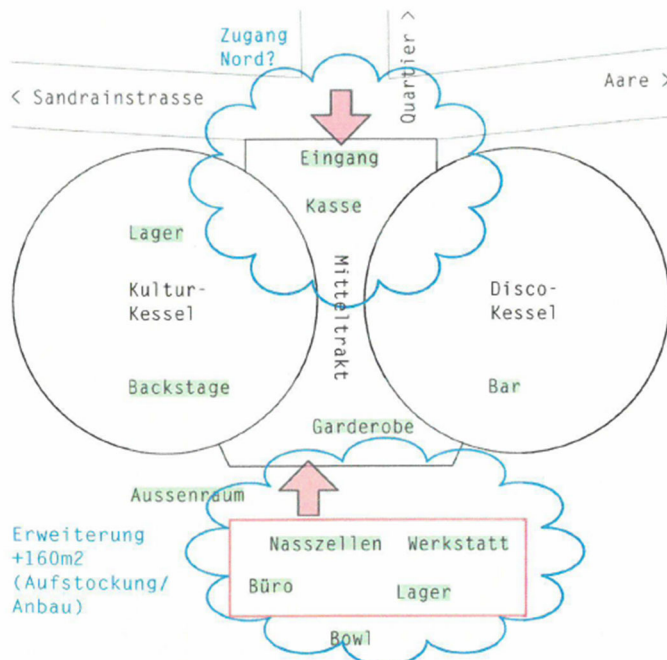 Zugang
Nord?
Quartier >
< Sandrainstrasse
Aare >
Eingang
Kasse
Lager
Mitteltrakt
Kultur-
Kessel
Disco-
Kessel
Backstage
Bar
Garderobe
Aussenraum
Erweiterung
+160m2
(Aufstockung/
Anbau)
Nasszellen Werkstatt
Büro
Lager
Bowl